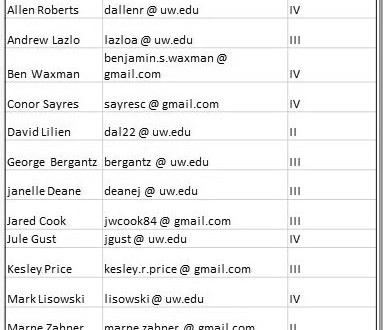 Allen Roberts dallenr @ uw.edu IV
Andrew Lazlo lazloa @ uw.edu III
benjamin.s.waxman @
Ben Waxman gmail.com IV
Conor Sayres sayresc @ gmail.com IV
David Lilien dal22 @ uw.edu II
George Bergantz bergantz @ uw.edu III
janelle Deane deanej @ uw.edu III
Jared Cook jwcook84 @ gmail.com III
Jule Gust jgust @ uw.edu IV
Kesley Price kesley.r.price @ gmail.com III
Mark Lisowski lisowski @ uw.edu IV
Marne Zahner marne.zahner @ gmail.com II